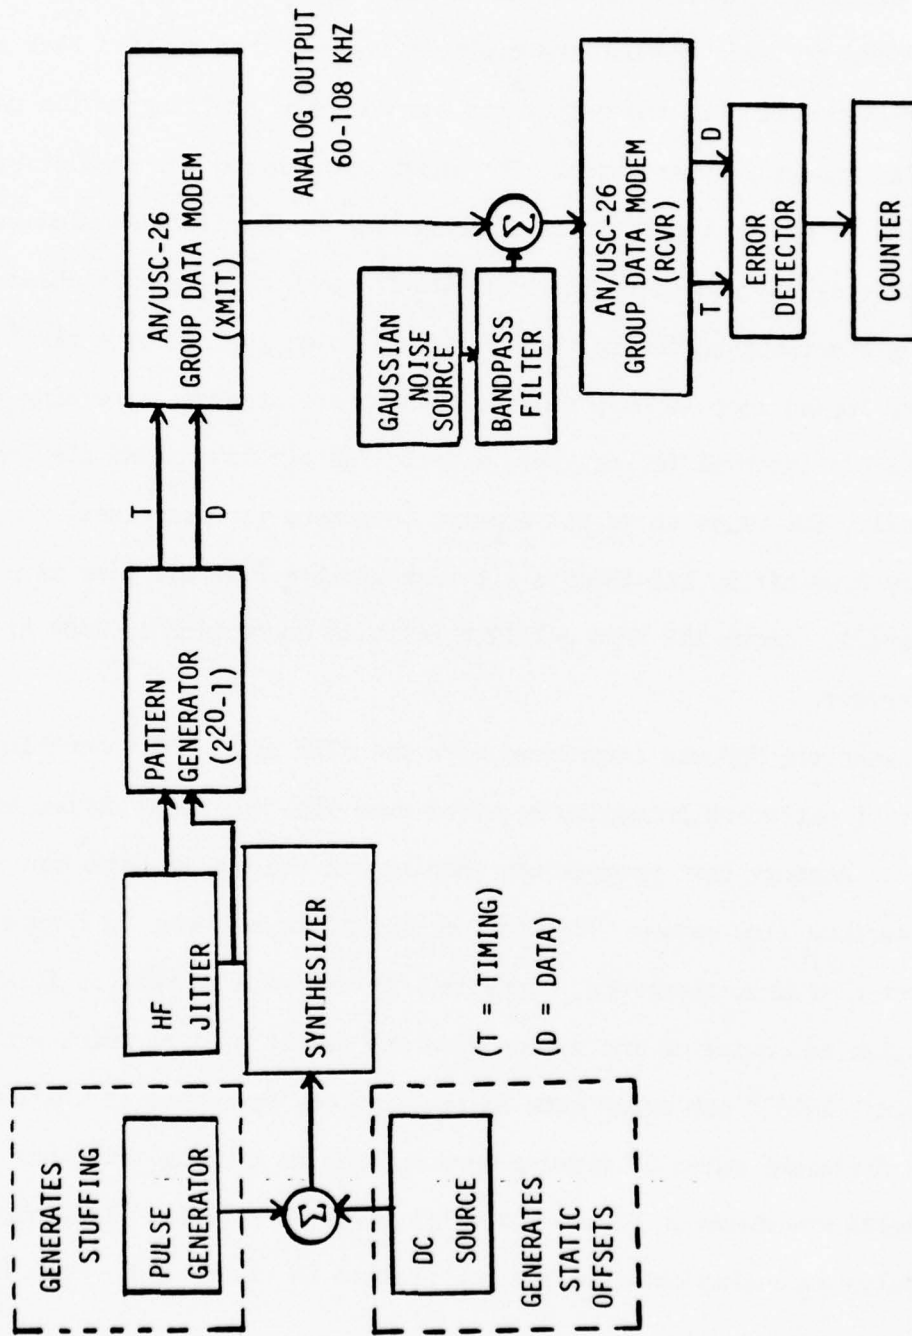 GENERATES
STUFFING
PULSE
GENERATOR
Σ
DC
SOURCE
GENERATES
STATIC
OFFSETS
HF
JITTER
SYNTHESIZER
(T = TIMING)
(D = DATA)
PATTERN
GENERATOR
(2²⁰-1)
T
D
AN/USC-26
GROUP DATA MODEM
(XMIT)
ANALOG OUTPUT
60-108 KHZ
GAUSSIAN
NOISE
SOURCE
BANDPASS
FILTER
Σ
AN/USC-26
GROUP DATA MODEM
(RCVR)
T
D
ERROR
DETECTOR
COUNTER